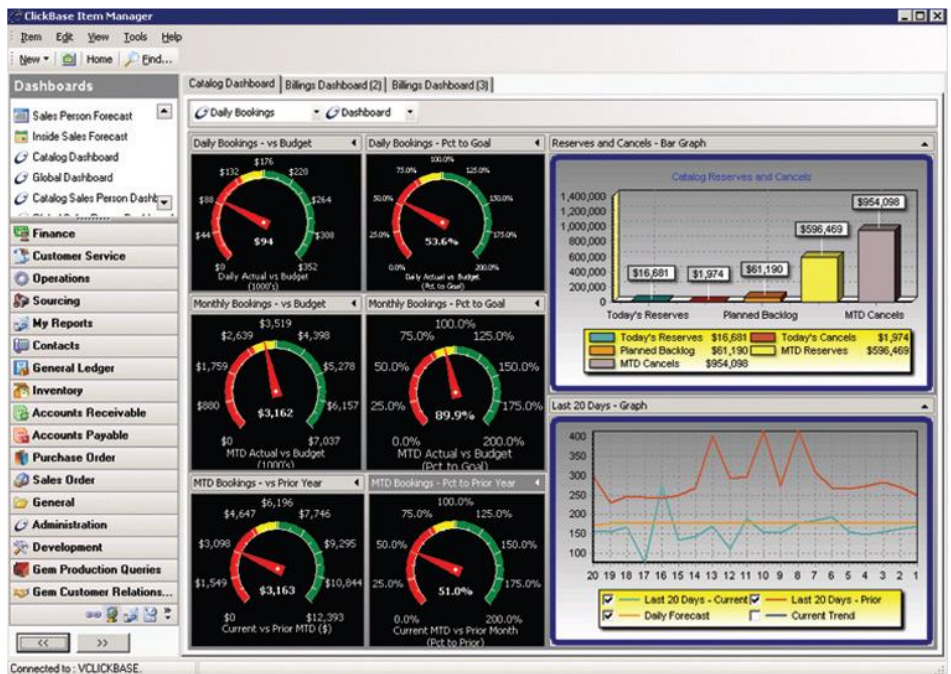 ClickBase Item Manager
Item Edit View Tools Help
New Home Find...
Dashboards
Sales Person Forecast
Inside Sales Forecast
Catalog Dashboard
Global Dashboard
Catalog Sales Person Dashb
Finance
Customer Service
Operations
Sourcing
My Reports
Contacts
General Ledger
Inventory
Accounts Receivable
Accounts Payable
Purchase Order
Sales Order
General
Administration
Development
Gem Production Queries
Gem Customer Relations...
<< >>
Connected to : VCLICKBASE.
Catalog Dashboard Billings Dashboard (2) Billings Dashboard (3)
Daily Bookings Dashboard
Daily Bookings - vs Budget
$176
$132 $220
$88 $264
$44 $308
$94
$0 $352
Daily Actual vs Budget
(1000's)
Daily Bookings - Pct to Goal
100.0%
75.0% 125.0%
50.0% 150.0%
25.0% 175.0%
53.6%
0.0% 200.0%
Daily Actual vs Budget
(Pct to Goal)
Monthly Bookings - vs Budget
$3,519
$2,639 $4,398
$1,759 $5,278
$880 $6,157
$3,162
$0 $7,037
MTD Actual vs Budget
(1000's)
Monthly Bookings - Pct to Goal
100.0%
75.0% 125.0%
50.0% 150.0%
25.0% 175.0%
89.9%
0.0% 200.0%
MTD Actual vs Budget
(Pct to Goal)
MTD Bookings - vs Prior Year
$6,196
$4,647 $7,746
$3,098 $9,295
$1,549 $10,844
$3,163
$0 $12,393
Current vs Prior MTD ($)
MTD Bookings - Pct to Prior Year
100.0%
75.0% 125.0%
50.0% 150.0%
25.0% 175.0%
51.0%
0.0% 200.0%
Current MTD vs Prior Month
(Pct to Prior)
Reserves and Cancels - Bar Graph
Catalog Reserves and Cancels
1,400,000
1,200,000
1,000,000
800,000
600,000
400,000
200,000
0
$16,681 $1,974 $61,190 $596,469 $954,098
Today's Reserves Planned Backlog MTD Cancels
Today's Reserves $16,681 Today's Cancels $1,974
Planned Backlog $61,190 MTD Reserves $596,469
MTD Cancels $954,098
Last 20 Days - Graph
400
350
300
250
200
150
100
20 19 18 17 16 15 14 13 12 11 10 9 8 7 6 5 4 3 2 1
Last 20 Days - Current Last 20 Days - Prior
Daily Forecast Current Trend